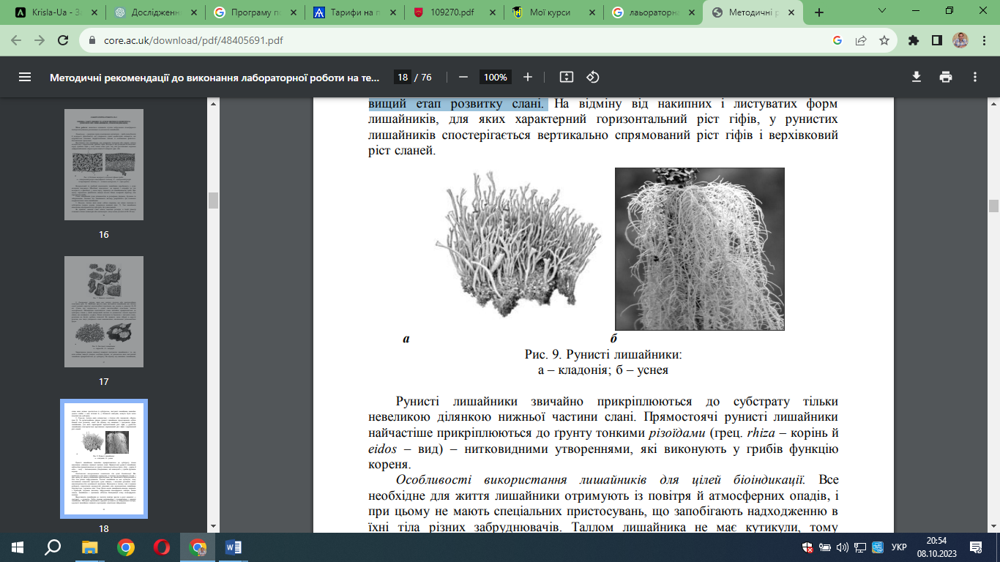 Krisla-Ua - З
Дослідженн
Програму п
Тарифи на п
109270.pdf
Мої курси
лаьораторна
Методичні р
core.ac.uk/download/pdf/48405691.pdf
Методичні рекомендації до виконання лабораторної роботи на те...
18 / 76
100%
16
17
18
вищий етап розвитку слані. На відміну від накипних і листуватих форм
лишайників, для яких характерний горизонтальний ріст гіфів, у рунистих
лишайників спостерігається вертикально спрямований ріст гіфів і верхівковий
ріст сланей.
а б
Рис. 9. Рунисті лишайники:
а – кладонія; б – уснея
Рунисті лишайники звичайно прикріплюються до субстрату тільки
невеликою ділянкою нижньої частини слані. Прямостоячі рунисті лишайники
найчастіше прикріплюються до ґрунту тонкими різоїдами (грец. rhiza – корінь й
eidos – вид) – нитковидними утвореннями, які виконують у грибів функцію
кореня.
Особливості використання лишайників для цілей біоіндикації. Все
необхідне для життя лишайники отримують із повітря й атмосферних опадів, і
при цьому не мають спеціальних пристосувань, що запобігають надходженню в
їхні тіла різних забруднювачів. Таллом лишайника не має кутикули, тому
УКР
20:54
08.10.2023